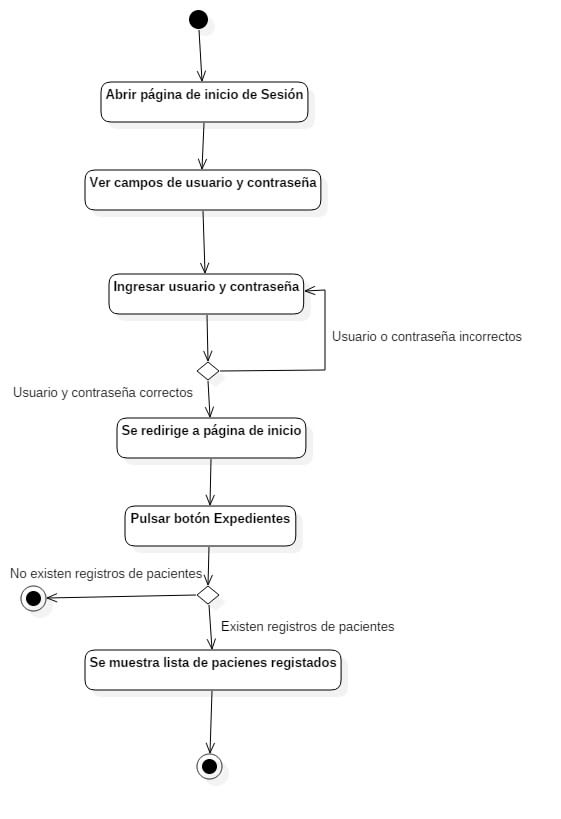 Abrir página de inicio de Sesión
Ver campos de usuario y contraseña
Ingresar usuario y contraseña
Usuario o contraseña incorrectos
Usuario y contraseña correctos
Se redirige a página de inicio
Pulsar botón Expedientes
No existen registros de pacientes
Existen registros de pacientes
Se muestra lista de pacienes registados